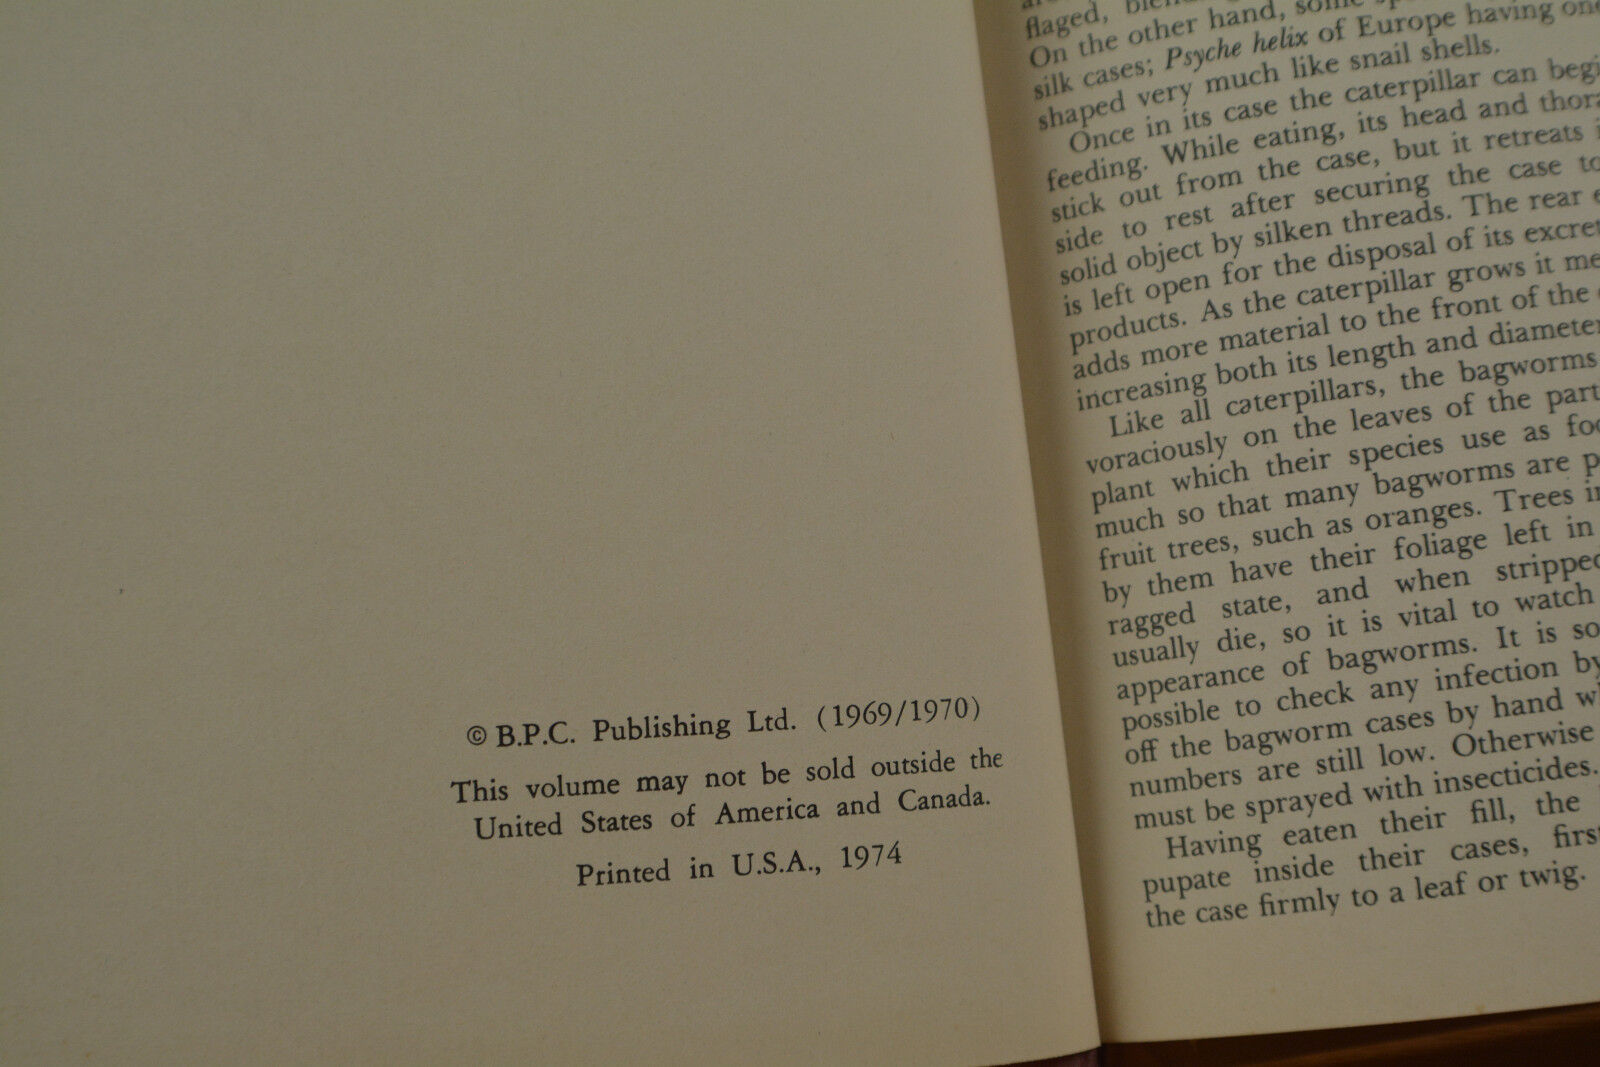 © B.P.C. Publishing Ltd. (1969/1970)
This volume may not be sold outside the
United States of America and Canada.
Printed in U.S.A., 1974
flaged,
On the other hand, some
silk cases; Psyche helix of Europe having one
shaped very much like snail shells.
Once in its case the caterpillar can begi
feeding. While eating, its head and thora
stick out from the case, but it retreats i
side to rest after securing the case to
solid object by silken threads. The rear e
is left open for the disposal of its excret
products. As the caterpillar grows it me
adds more material to the front of the
increasing both its length and diameter
Like all caterpillars, the bagworms
voraciously on the leaves of the part
plant which their species use as foo
much so that many bagworms are p
fruit trees, such as oranges. Trees in
by them have their foliage left in
ragged state, and when stripped
usually die, so it is vital to watch
appearance of bagworms. It is so
possible to check any infection by
off the bagworm cases by hand wh
numbers are still low. Otherwise
must be sprayed with insecticides.
Having eaten their fill, the
pupate inside their cases, first
the case firmly to a leaf or twig.